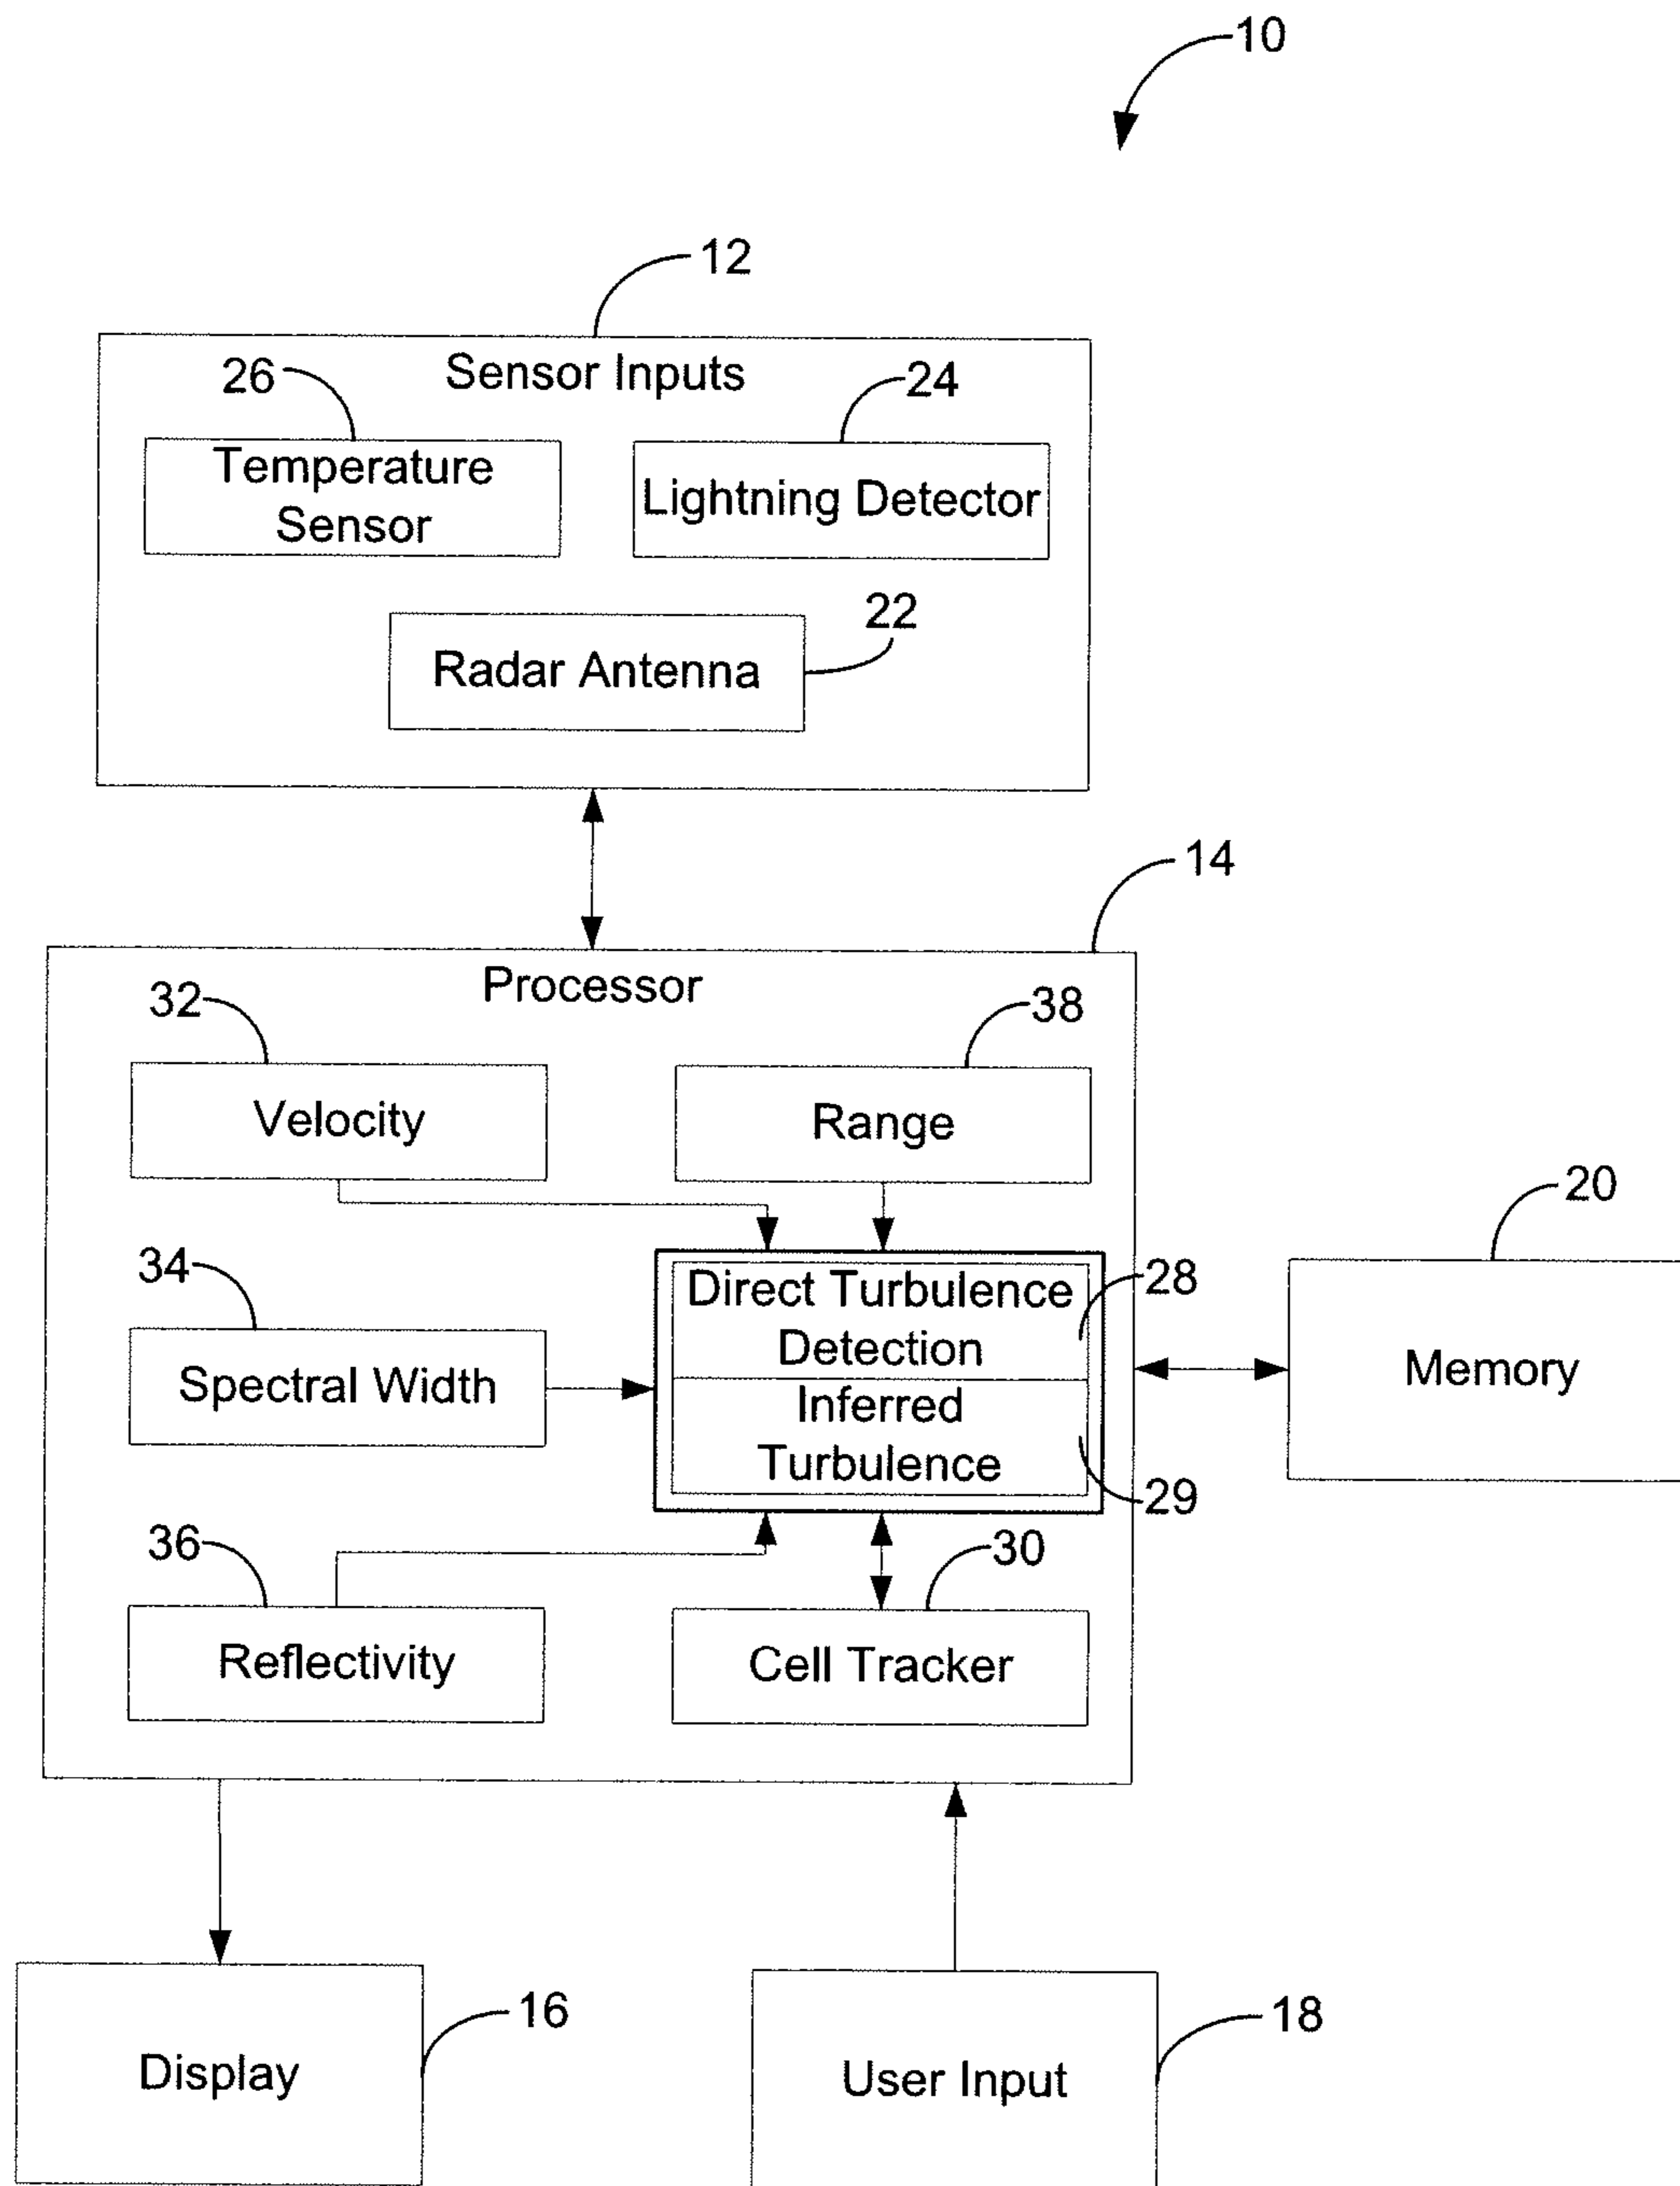 10
12
Sensor Inputs
26
24
Temperature
Sensor
Lightning Detector
22
Radar Antenna
14
Processor
32
38
Velocity
Range
20
34
Direct Turbulence
Detection
28
Spectral Width
Inferred
Turbulence
29
Memory
36
30
Reflectivity
Cell Tracker
16
18
Display
User Input